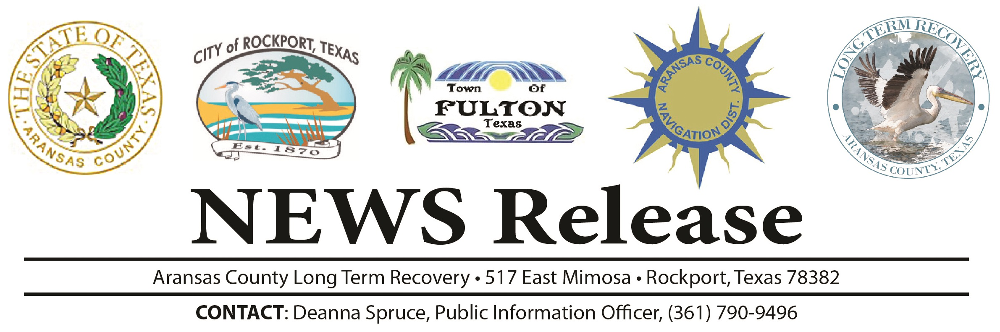 THE STATE OF TEXAS
· ARANSAS COUNTY ·
CITY of ROCKPORT, TEXAS
Est. 1870
Town Of
FULTON
Texas
ARANSAS COUNTY
NAVIGATION DIST.
LONG TERM RECOVERY
ARANSAS COUNTY, TEXAS
NEWS Release
Aransas County Long Term Recovery • 517 East Mimosa • Rockport, Texas 78382
CONTACT: Deanna Spruce, Public Information Officer, (361) 790-9496